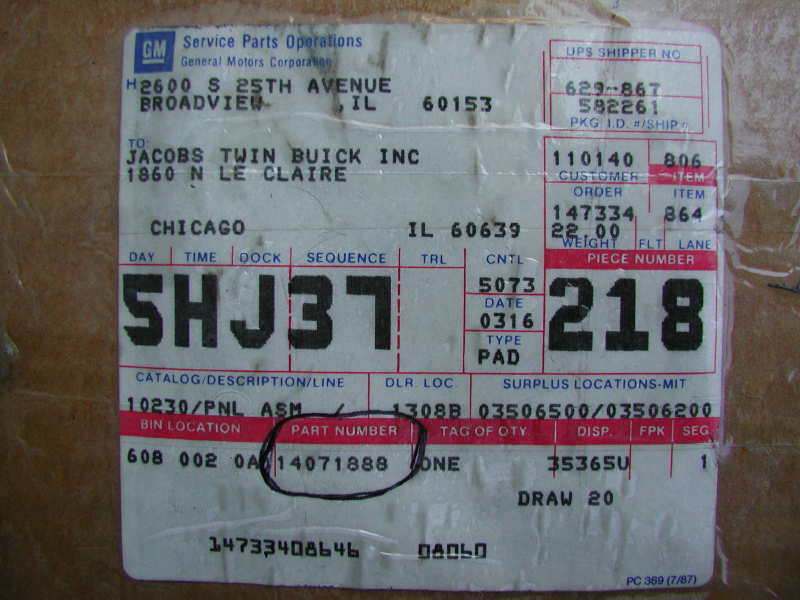 GM Service Parts Operations
General Motors Corporation
H 2600 S 25TH AVENUE
BROADVIEW ,IL 60153
UPS SHIPPER NO
629-867
582261
PKG I.D. #/SHIP #
TO:
JACOBS TWIN BUICK INC
1860 N LE CLAIRE
CHICAGO IL 60639
110140 806
CUSTOMER ITEM
ORDER ITEM
147334 864
22.00
WEIGHT FLT LANE
DAY TIME DOCK SEQUENCE TRL CNTL PIECE NUMBER
5073
DATE
SHJ37 0316 218
TYPE
PAD
CATALOG/DESCRIPTION/LINE DLR. LOC. SURPLUS LOCATIONS-MIT
10230/PNL ASM / 1308B 03506500/03506200
BIN LOCATION PART NUMBER TAG OF QTY. DISP. FPK SEG
608 002 0A 14071888 ONE 35365U 1
DRAW 20
14733408646 08060
PC 369 (7/87)